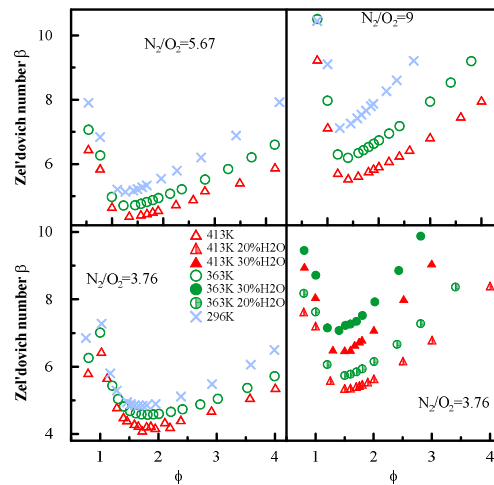 N2/O2=5.67
N2/O2=9
Zel'dovich number β
10
8
6
Zel'dovich number β
10
8
6
4
N2/O2=3.76
413K
413K 20%H2O
413K 30%H2O
363K
363K 30%H2O
363K 20%H2O
296K
N2/O2=3.76
1 2 3 4
1 2 3 4
ϕ ϕ